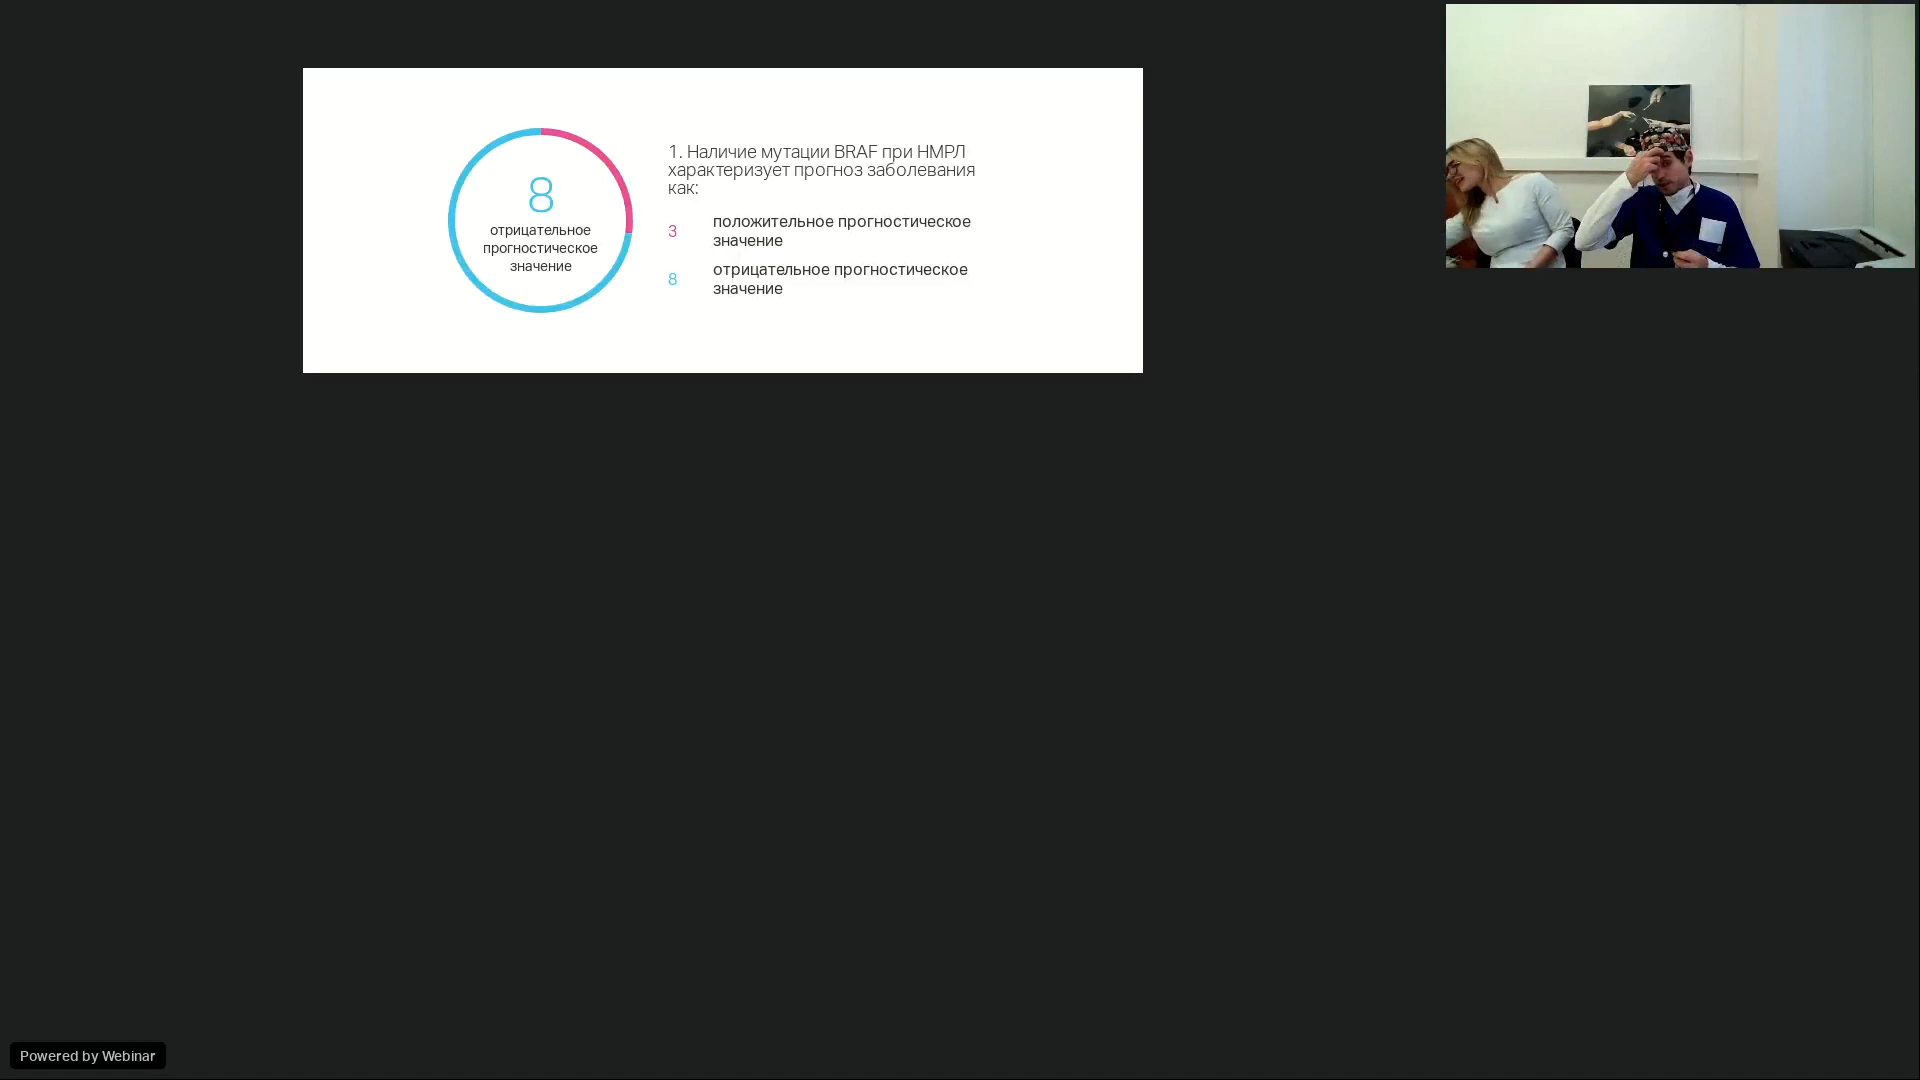 8
отрицательное
прогностическое
значение
1. Наличие мутации BRAF при НМРЛ
характеризует прогноз заболевания
как:
3 положительное прогностическое
значение
8 отрицательное прогностическое
значение
Powered by Webinar